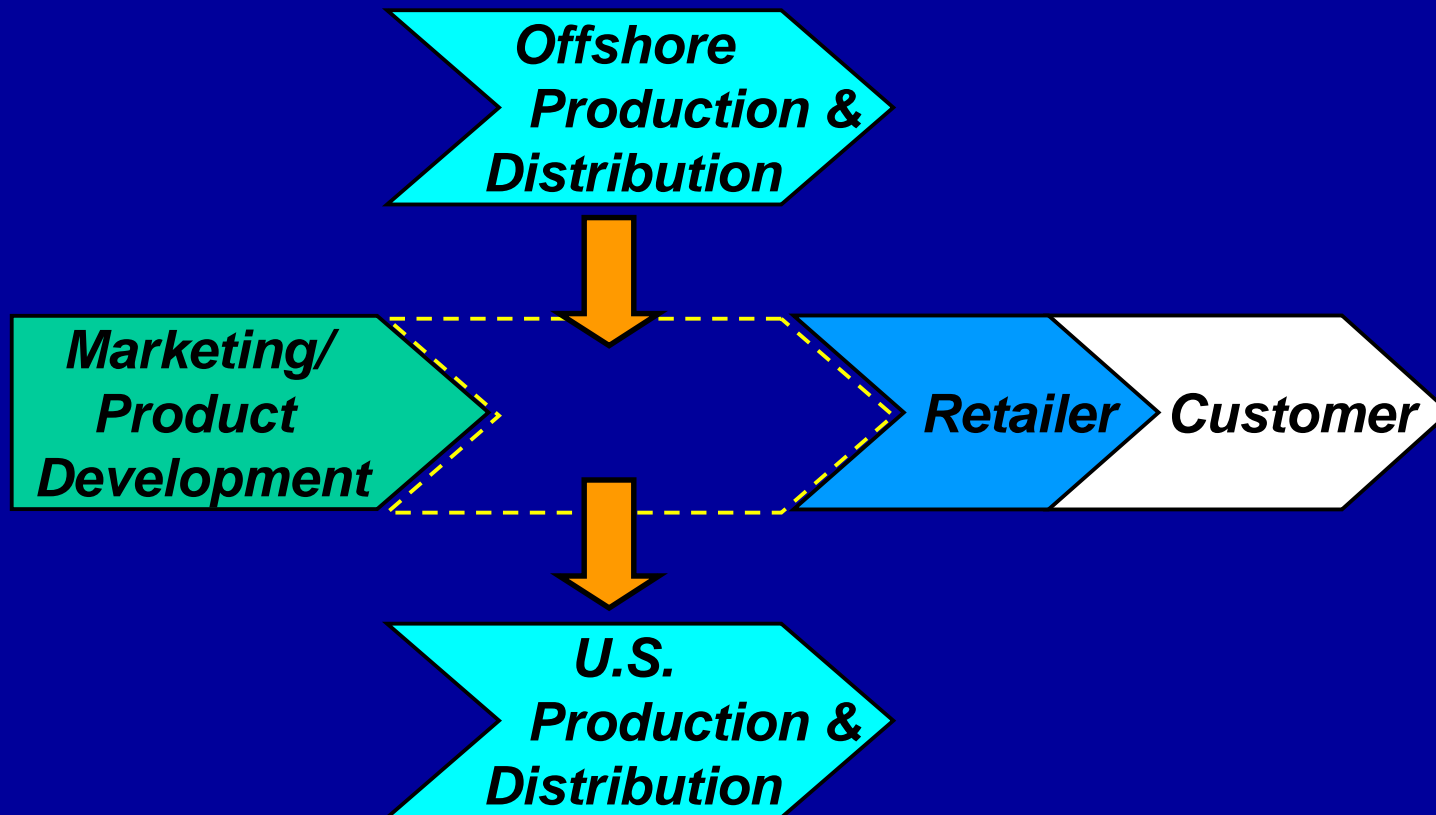 Offshore
Production &
Distribution
Marketing/
Product
Development
Retailer
Customer
U.S.
Production &
Distribution